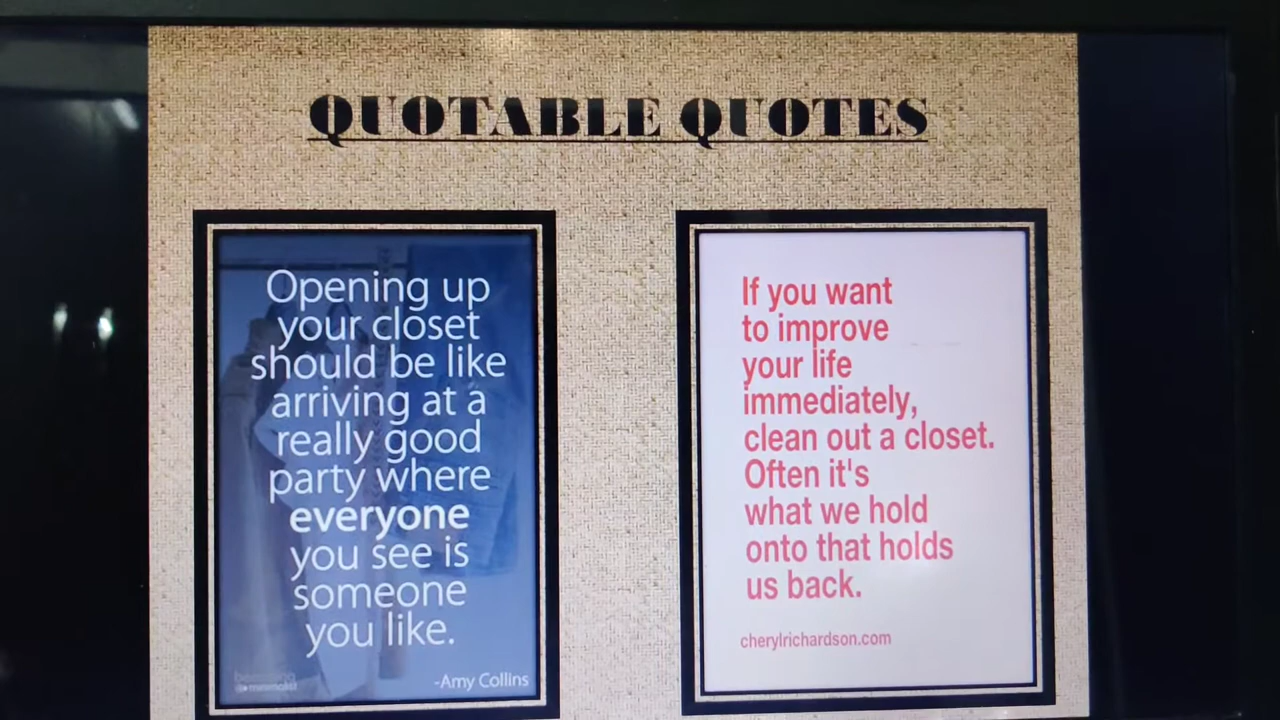 QUOTABLE QUOTES
Opening up
your closet
should be like
arriving at a
really good
party where
everyone
you see is
someone
you like.
-Amy Collins
If you want
to improve
your life
immediately,
clean out a closet.
Often it's
what we hold
onto that holds
us back.
cherylrichardson.com